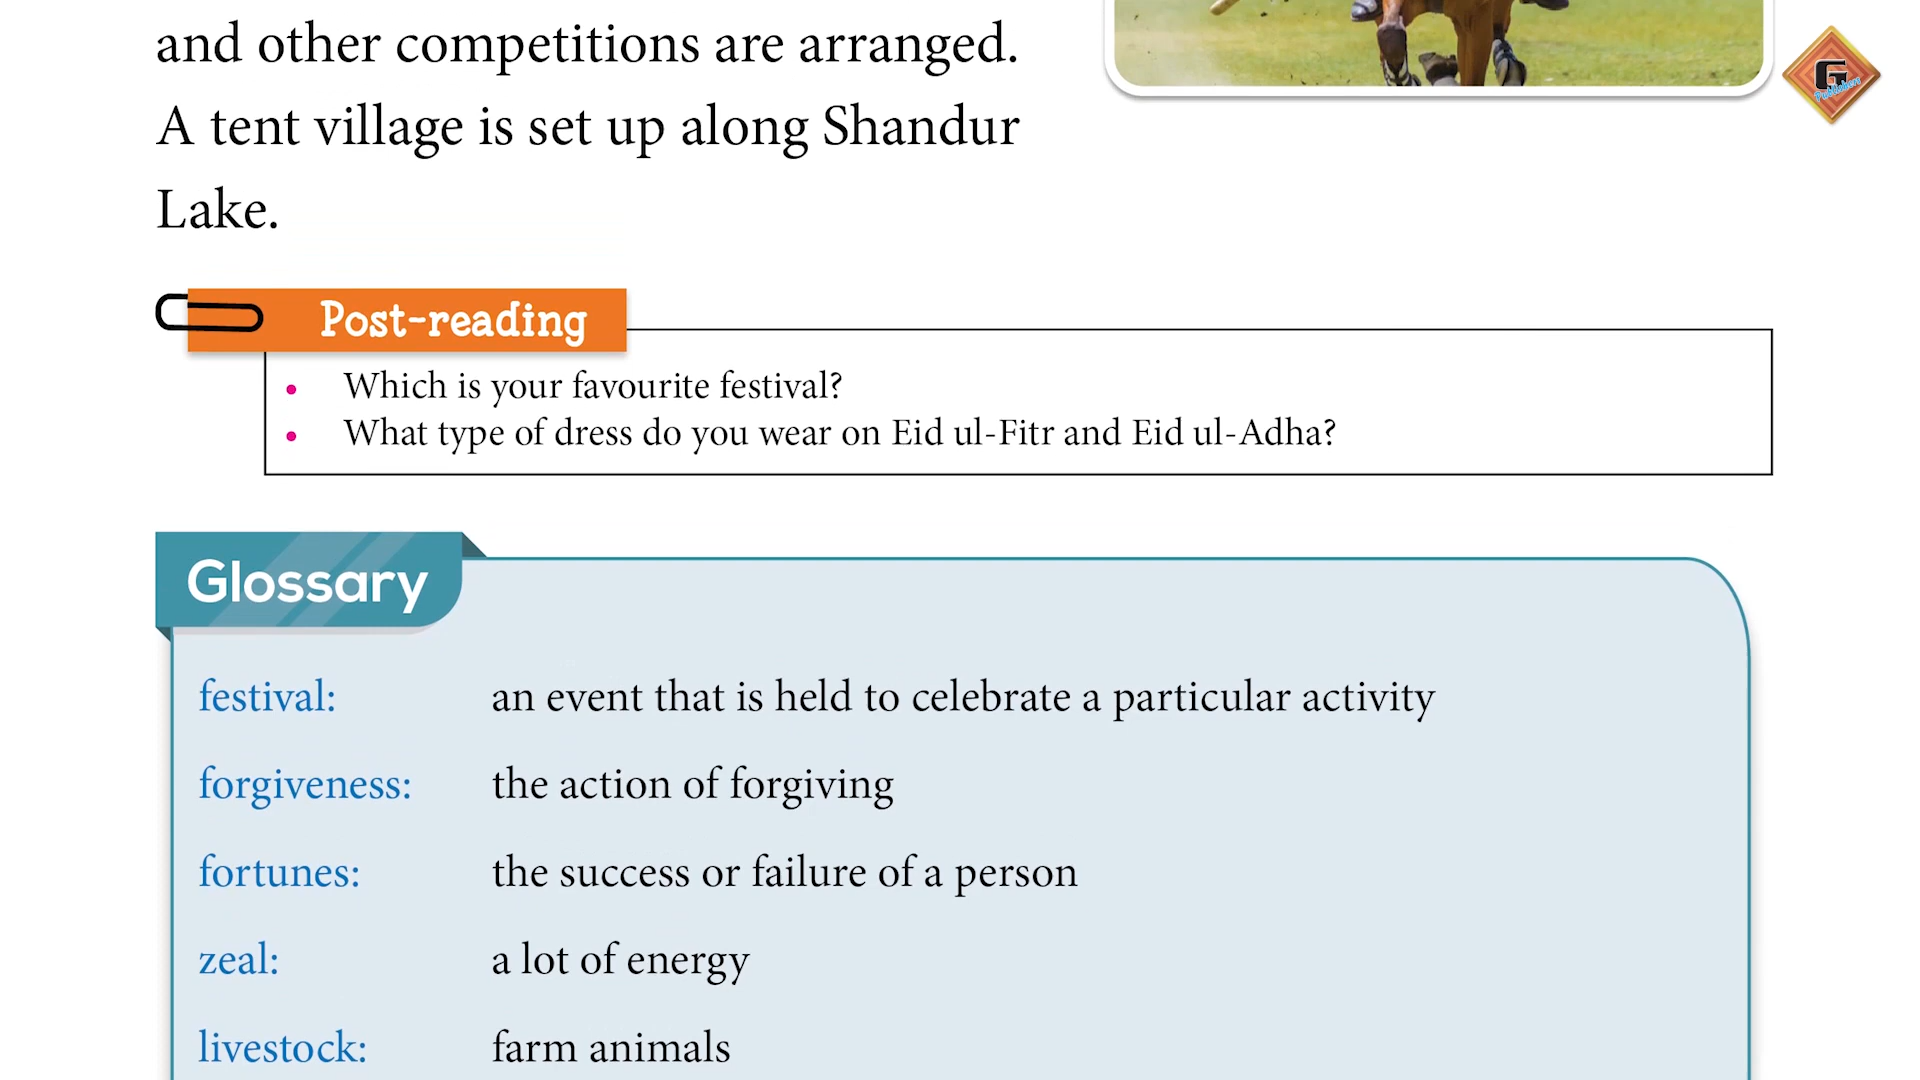 and other competitions are arranged.
A tent village is set up along Shandur
Lake.
Post-reading
• Which is your favourite festival?
• What type of dress do you wear on Eid ul-Fitr and Eid ul-Adha?
Glossary
festival: an event that is held to celebrate a particular activity
forgiveness: the action of forgiving
fortunes: the success or failure of a person
zeal: a lot of energy
livestock: farm animals
G
Publishers